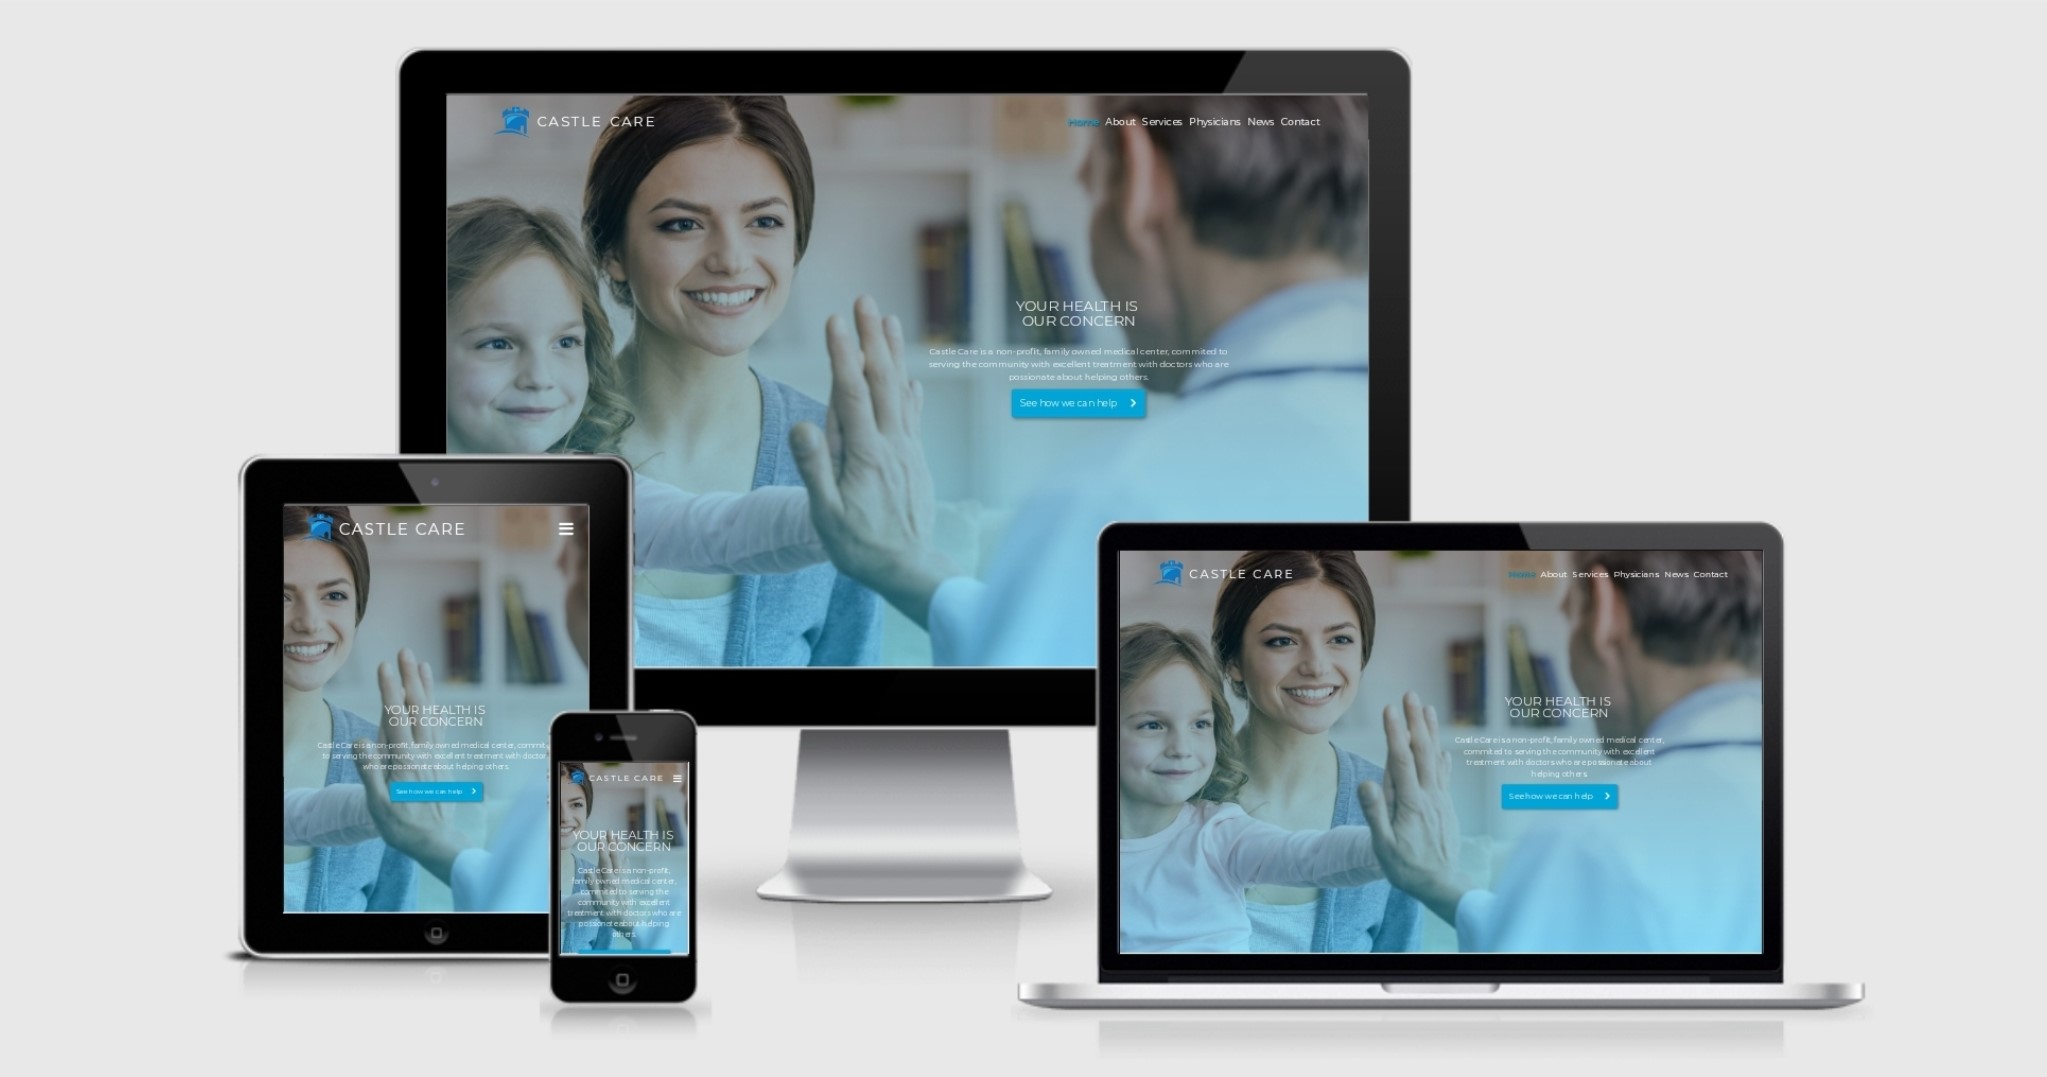 CASTLE CARE
Home About Services Physicians News Contact
YOUR HEALTH IS
OUR CONCERN
Castle Care is a non-profit, family owned medical center, commited to
serving the community with excellent treatment with doctors who are
passionate about helping others.
See how we can help
CASTLE CARE
YOUR HEALTH IS
OUR CONCERN
Castle Care is a non-profit, family owned medical center, commit
to serving the community with excellent treatment with doctor
who are passionate about helping others.
See how we can help
CASTLE CARE
YOUR HEALTH IS
OUR CONCERN
Castle Care is a non-profit,
family owned medical center,
commited to serving the
community with excellent
treatment with doctors who are
passionate about helping
others.
CASTLE CARE
Home About Services Physicians News Contact
YOUR HEALTH IS
OUR CONCERN
Castle Care is a non-profit, family owned medical center,
commited to serving the community with excellent
treatment with doctors who are passionate about
helping others.
See how we can help